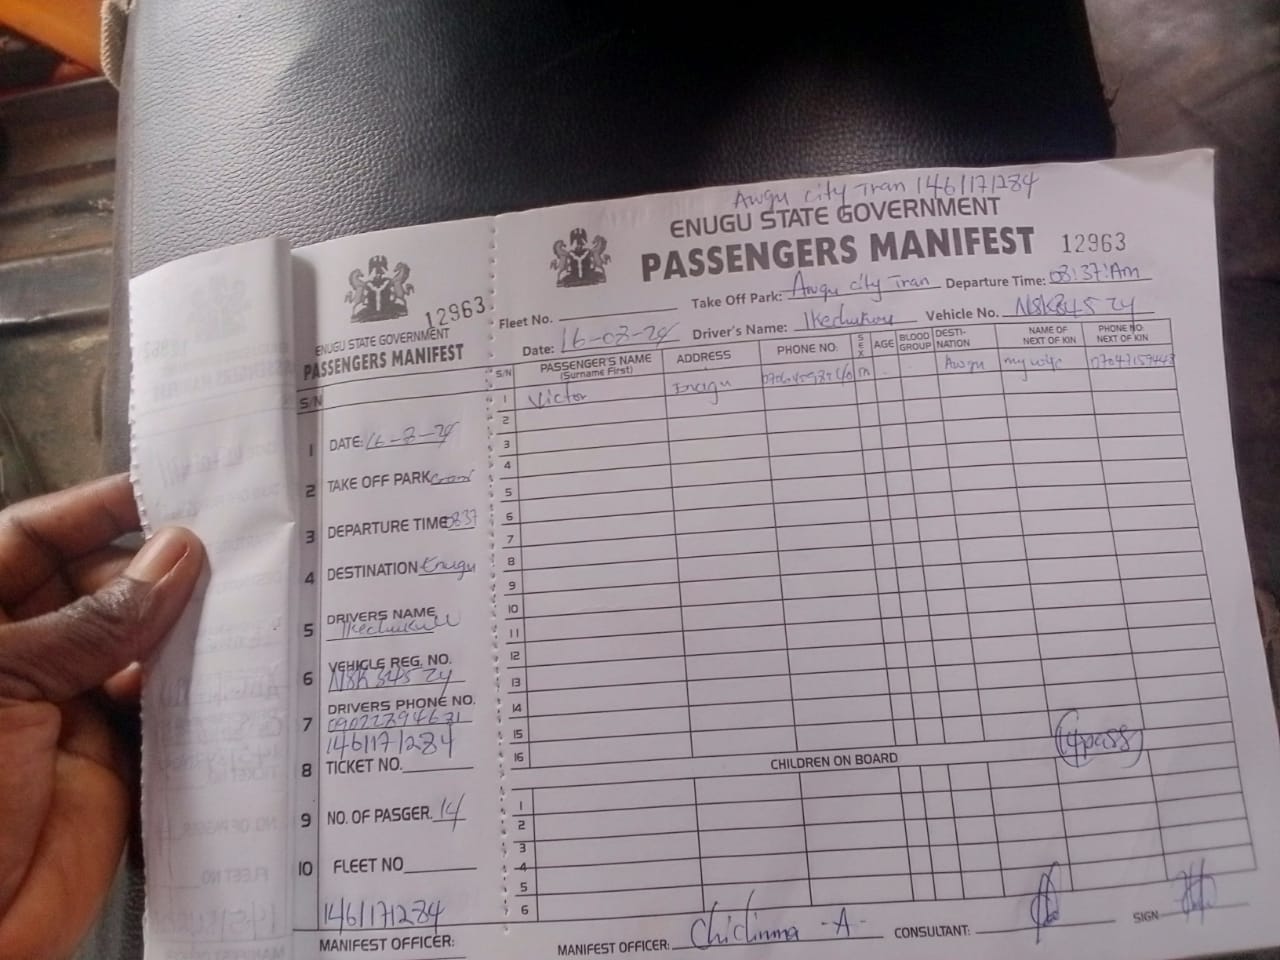 Awgu city Tran 146171284
ENUGU STATE GOVERNMENT
PASSENGERS MANIFEST 12963
Fleet No. Take Off Park: Awgu city Tran Departure Time: 08:37:Am
Date: 16-08-24 Driver's Name: Ikechukwu Vehicle No. NSK845 ZY
S/N PASSENGER'S NAME (Surname First) ADDRESS PHONE NO. SEX AGE BLOOD GROUP DESTI-NATION NAME OF NEXT OF KIN PHONE NO. NEXT OF KIN
1 Victor Enugu m Awgu my wife
2
3
4
5
6
7
8
9
10
11
12
13
14
15
16
14pass
CHILDREN ON BOARD
1
2
3
4
5
6
MANIFEST OFFICER: Chidinma -A- CONSULTANT: SIGN
12963
ENUGU STATE GOVERNMENT
PASSENGERS MANIFEST
S/N
1 DATE: 16-8-24
2 TAKE OFF PARK
3 DEPARTURE TIME 0837
4 DESTINATION Enugu
5 DRIVERS NAME
Ikechukwu
6 VEHICLE REG. NO.
NSK 345 ZY
7 DRIVERS PHONE NO.
146171284
8 TICKET NO.
9 NO. OF PASGER. 14
10 FLEET NO
146171284
MANIFEST OFFICER: